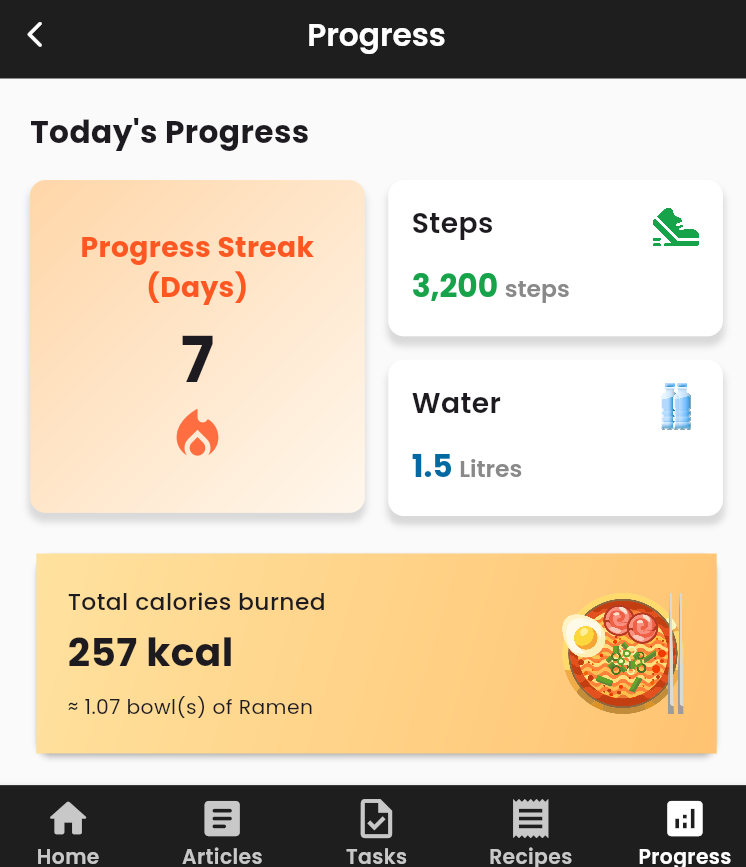 Progress
Today's Progress
Progress Streak
(Days)
7
Steps
3,200 steps
Water
1.5 Litres
Total calories burned
257 kcal
≈ 1.07 bowl(s) of Ramen
Home
Articles
Tasks
Recipes
Progress